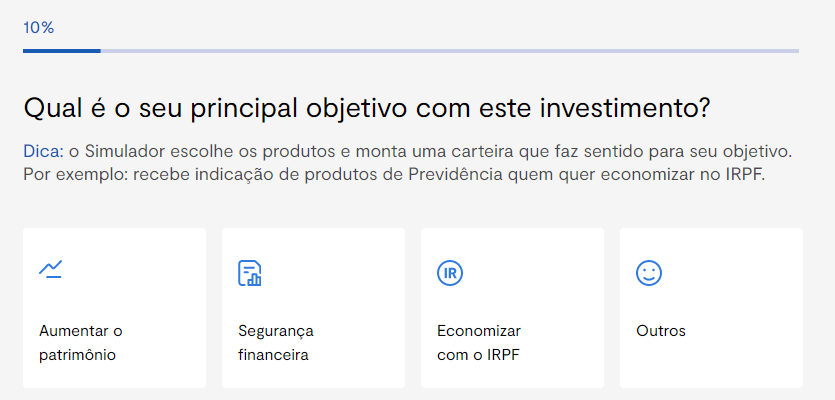 10%
Qual é o seu principal objetivo com este investimento?
Dica: o Simulador escolhe os produtos e monta uma carteira que faz sentido para seu objetivo.
Por exemplo: recebe indicação de produtos de Previdência quem quer economizar no IRPF.
Aumentar o
patrimônio
Segurança
financeira
IR
Economizar
com o IRPF
Outros